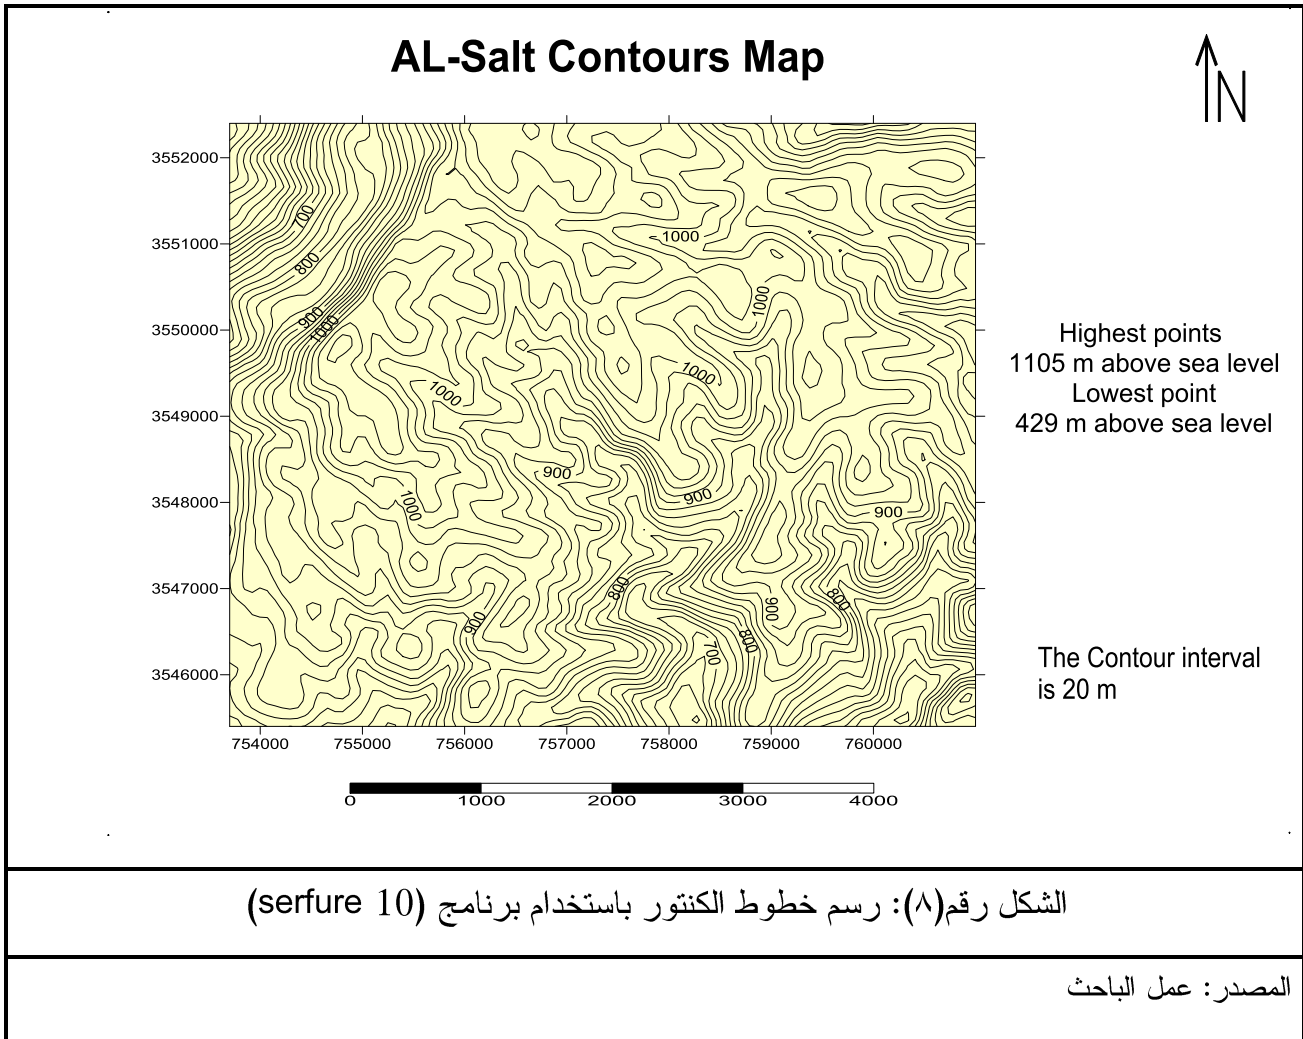 AL-Salt Contours Map
N
3552000
3551000
3550000
3549000
3548000
3547000
3546000
700
800
900
1000
1000
1000
1000
1000
1000
900
900
900
800
900
900
800
800
700
754000 755000 756000 757000 758000 759000 760000
0 1000 2000 3000 4000
Highest points
1105 m above sea level
Lowest point
429 m above sea level
The Contour interval
is 20 m
الشكل رقم(٨): رسم خطوط الكنتور باستخدام برنامج (serfure 10)
المصدر: عمل الباحث